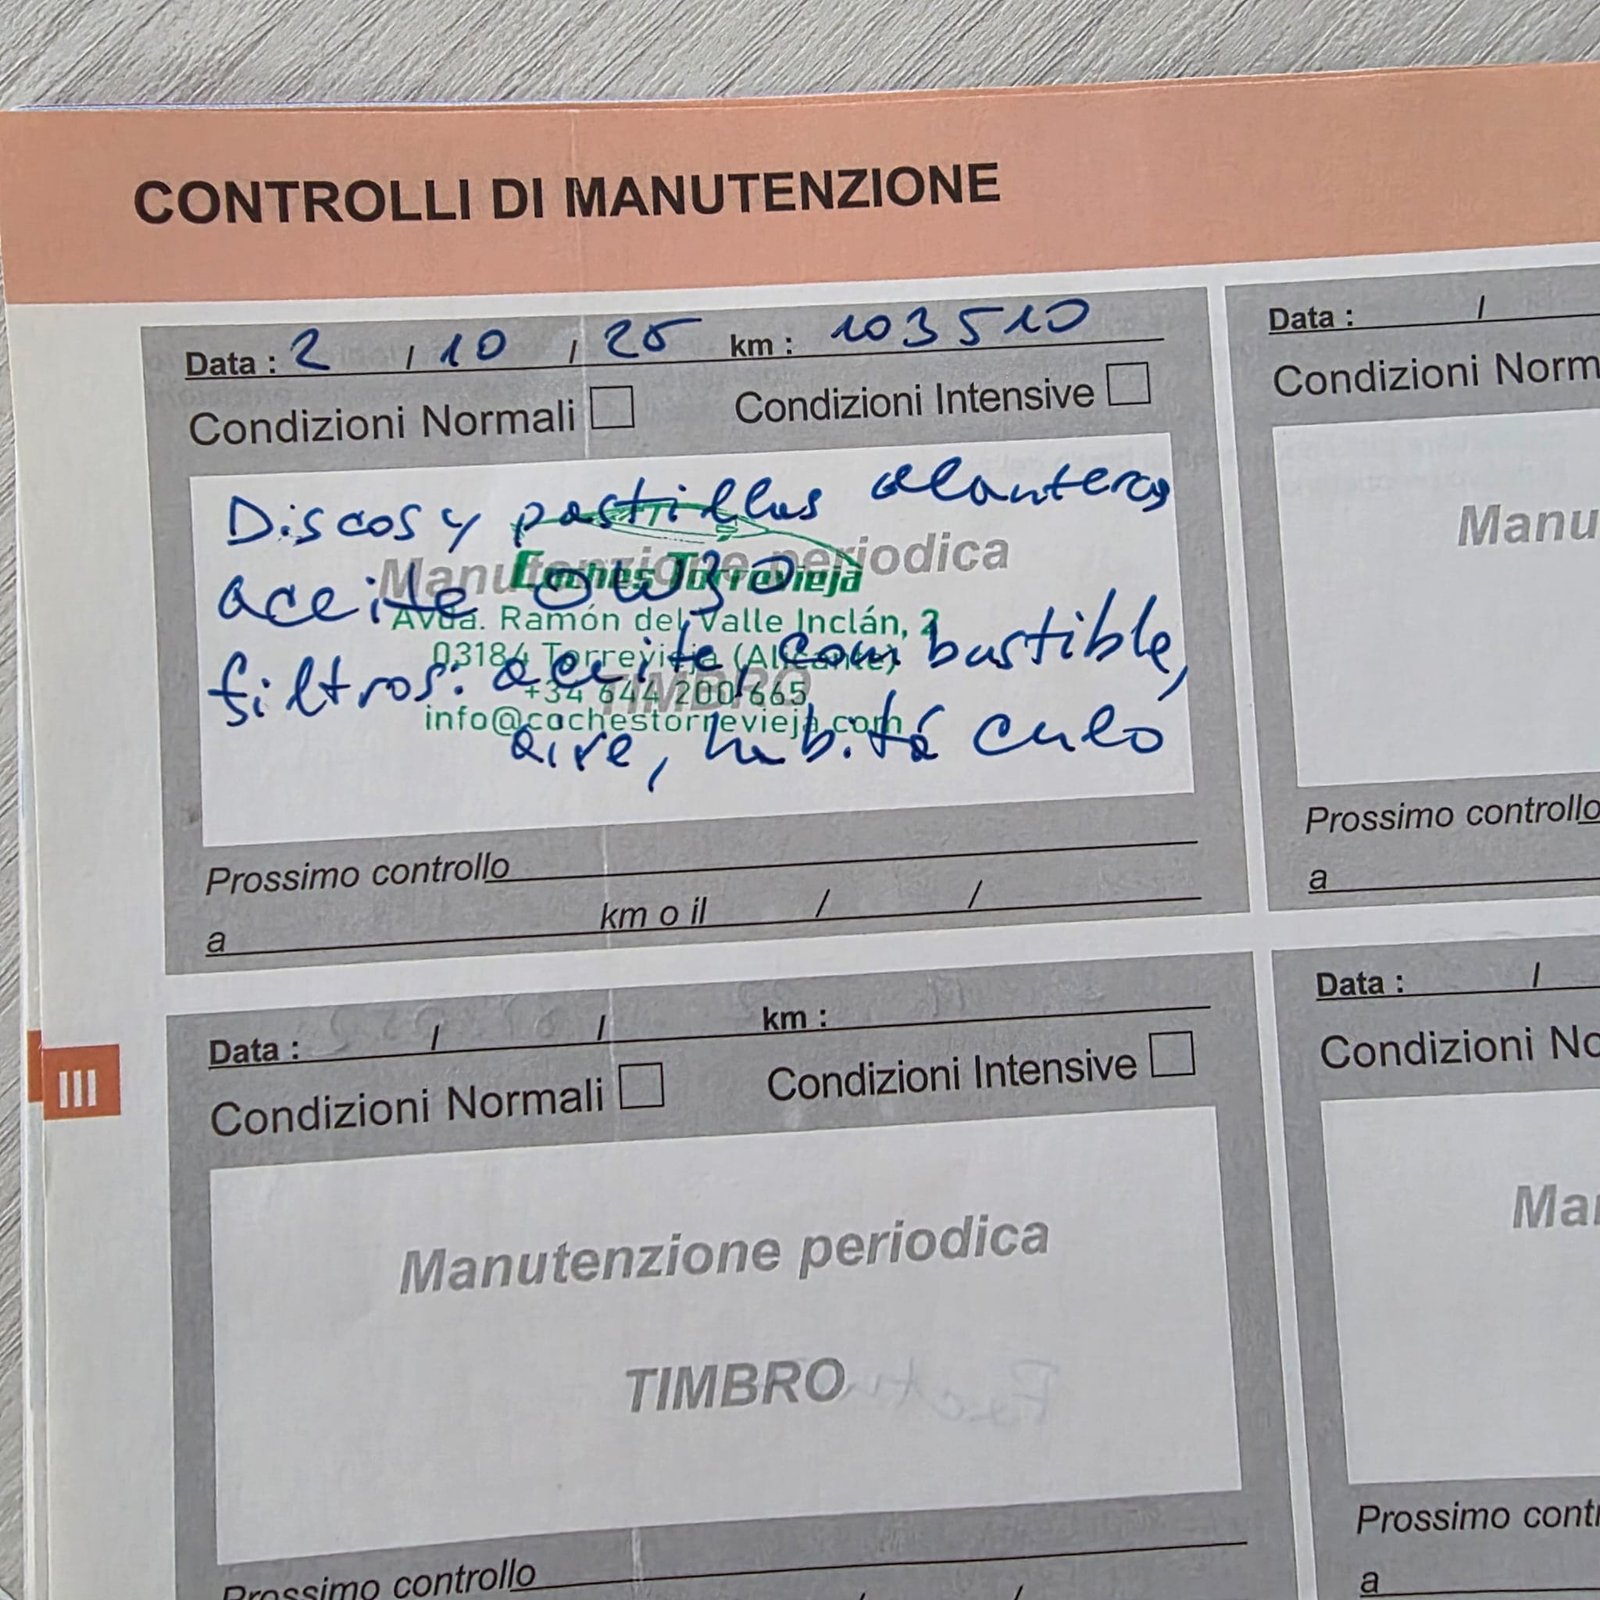 CONTROLLI DI MANUTENZIONE
Data : 2 / 10 / 25 km : 103510
Condizioni Normali Condizioni Intensive
Discos y pastillas delanteras
Manutenzione periodica
Coches Torrevieja
aceite 0W30
Avda. Ramón del Valle Inclán, 2
03184 Torrevieja (Alicante)
filtros: aceite, combustible,
TIMBRO
+34 644 200 665
info@cochestorrevieja.com
aire,
Prossimo controllo
a km o il / /
Data : / / km :
Condizioni Normali Condizioni Intensive
Manutenzione periodica
TIMBRO
Prossimo controllo
III
Data : /
Condizioni Norm
Manu
Prossimo controllo
a
Data : /
Condizioni No
Ma
Prossimo contr
a